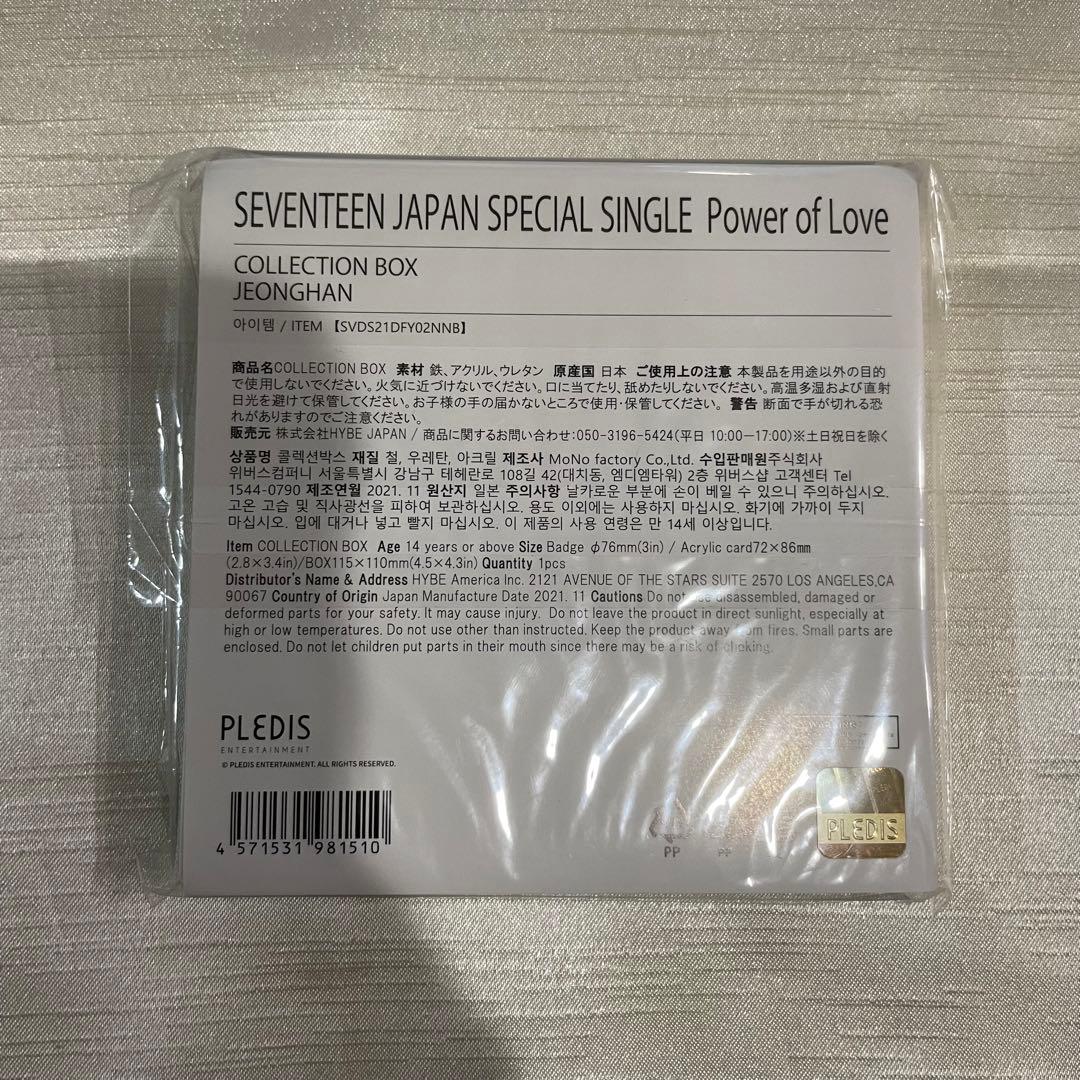 SEVENTEEN JAPAN SPECIAL SINGLE Power of Love
COLLECTION BOX
JEONGHAN
아이템 / ITEM 【SVDS21DFY02NNB】
商品名COLLECTION BOX 素材 鉄、アクリル、ウレタン 原産国 日本 ご使用上の注意 本製品を用途以外の目的
で使用しないでください。火気に近づけないでください。口に当てたり、舐めたりしないでください。高温多湿および直射
日光を避けて保管してください。お子様の手の届かないところで使用・保管してください。 警告 断面で手が切れる恐
れがありますのでご注意ください。
販売元 株式会社HYBE JAPAN / 商品に関するお問い合わせ：050-3196-5424(平日 10:00ー17:00)※土日祝日を除く
상품명 콜렉션박스 재질 철, 우레탄, 아크릴 제조사 MoNo factory Co.,Ltd. 수입판매원주식회사
위버스컴퍼니 서울특별시 강남구 테헤란로 108길 42(대치동, 엠디엠타워) 2층 위버스샵 고객센터 Tel
1544-0790 제조연월 2021. 11 원산지 일본 주의사항 날카로운 부분에 손이 베일 수 있으니 주의하십시오.
고온 고습 및 직사광선을 피하여 보관하십시오. 용도 이외에는 사용하지 마십시오. 화기에 가까이 두지
마십시오. 입에 대거나 넣고 빨지 마십시오. 이 제품의 사용 연령은 만 14세 이상입니다.
Item COLLECTION BOX Age 14 years or above Size Badge φ76mm(3in) / Acrylic card72×86mm
(2.8×3.4in)/BOX115×110mm(4.5×4.3in) Quantity 1pcs
Distributor's Name & Address HYBE America Inc. 2121 AVENUE OF THE STARS SUITE 2570 LOS ANGELES,CA
90067 Country of Origin Japan Manufacture Date 2021. 11 Cautions Do not use disassembled, damaged or
deformed parts for your safety. It may cause injury. Do not leave the product in direct sunlight, especially at
high or low temperatures. Do not use other than instructed. Keep the product away from fires. Small parts are
enclosed. Do not let children put parts in their mouth since there may be a risk of choking.
PLEDIS
ENTERTAINMENT
© PLEDIS ENTERTAINMENT. ALL RIGHTS RESERVED.
4 571531 981510
PP
PP
PLEDIS